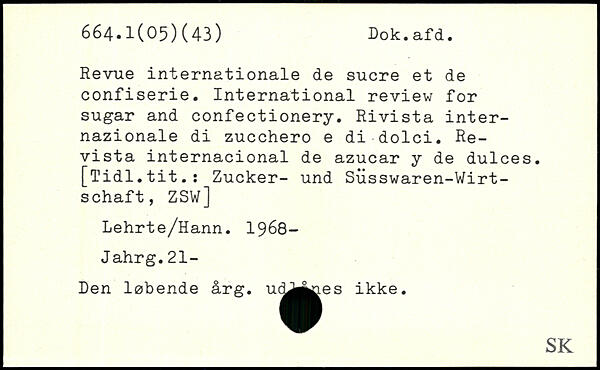 664.1(05)(43) Dok.afd.
Revue internationale de sucre et de
confiserie. International review for
sugar and confectionery. Rivista inter-
nazionale di zucchero e di dolci. Re-
vista internacional de azucar y de dulces.
[Tidl.tit.: Zucker- und Süsswaren-Wirt-
schaft, ZSW]
Lehrte/Hann. 1968-
Jahrg.21-
Den løbende årg. udlånes ikke.
SK